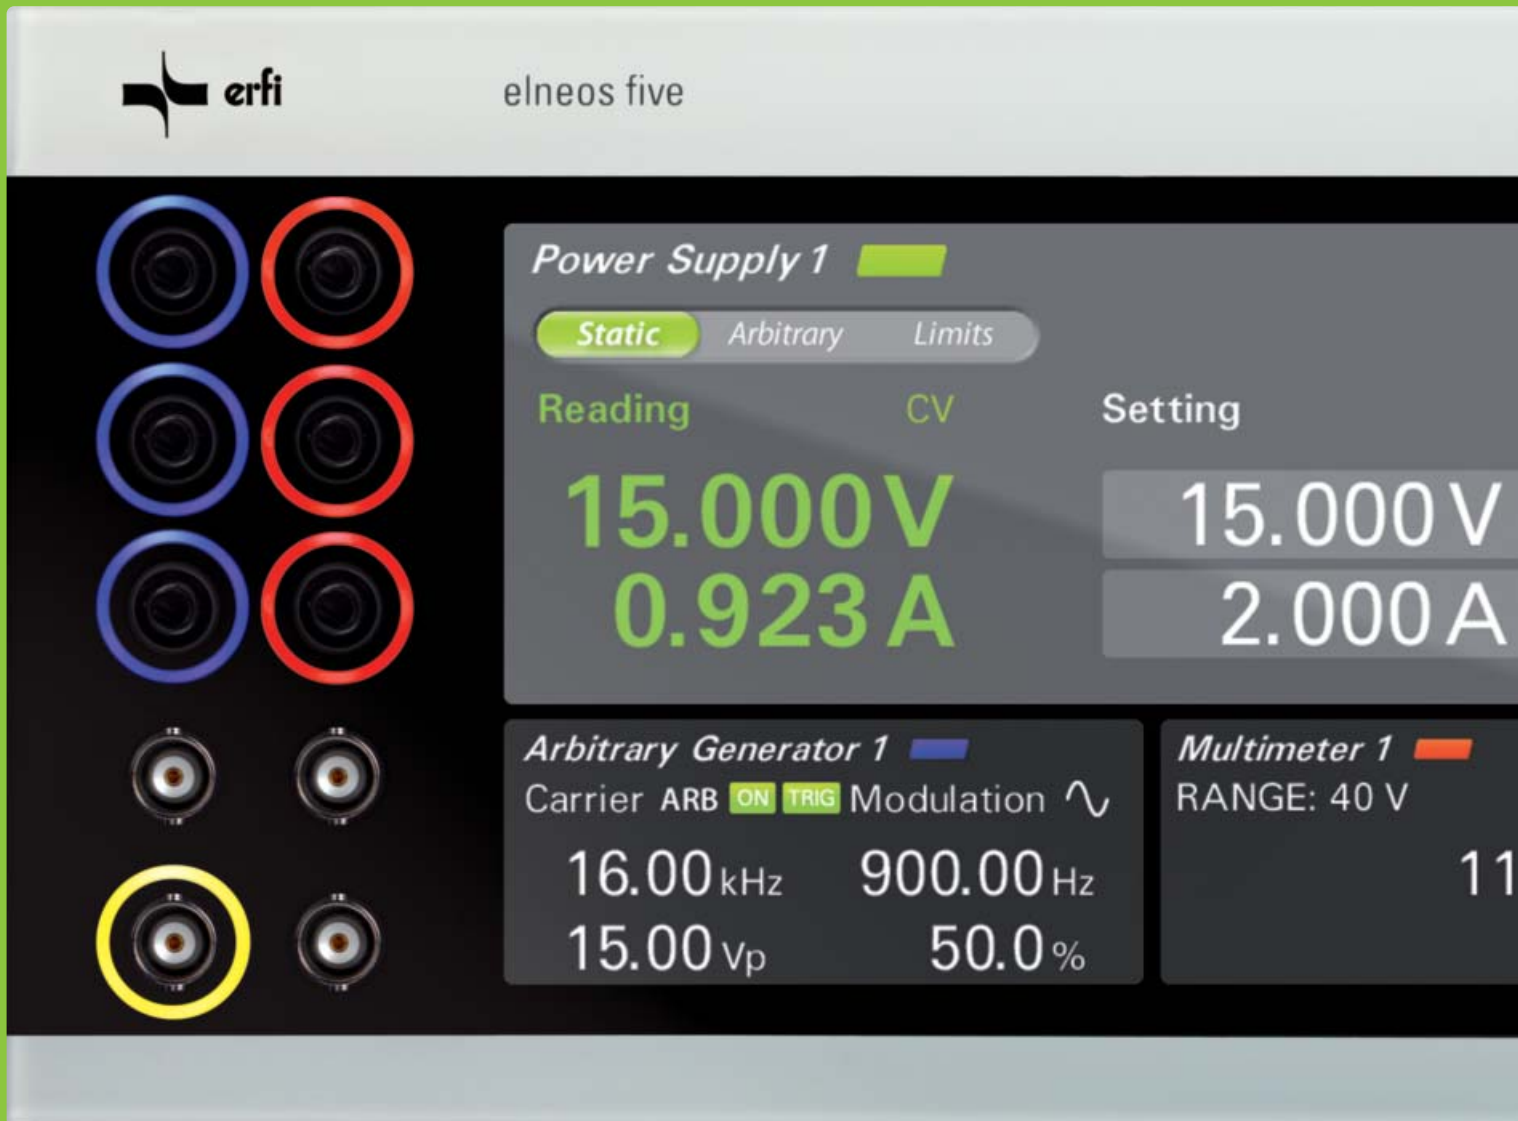 erfi
elneos five
Power Supply 1
Static Arbitrary Limits
Reading CV Setting
15.000 V 15.000 V
0.923 A 2.000 A
Arbitrary Generator 1
Carrier ARB ON TRIG Modulation
16.00 kHz 900.00 Hz
15.00 Vp 50.0 %
Multimeter 1
RANGE: 40 V
11